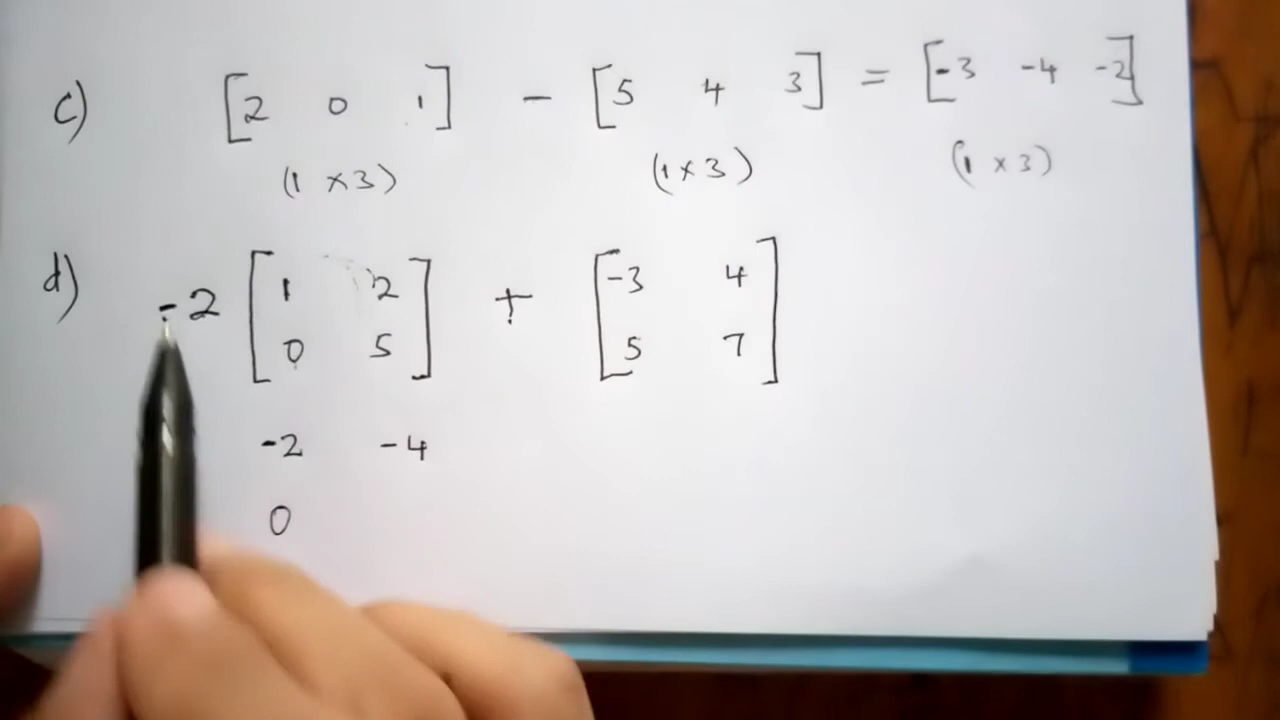 c) [2 0 1] - [5 4 3] = [-3 -4 -2]
(1 x 3) (1 x 3) (1 x 3)
d) -2 [1 2 + [-3 4
0 5] 5 7]
-2 -4
0